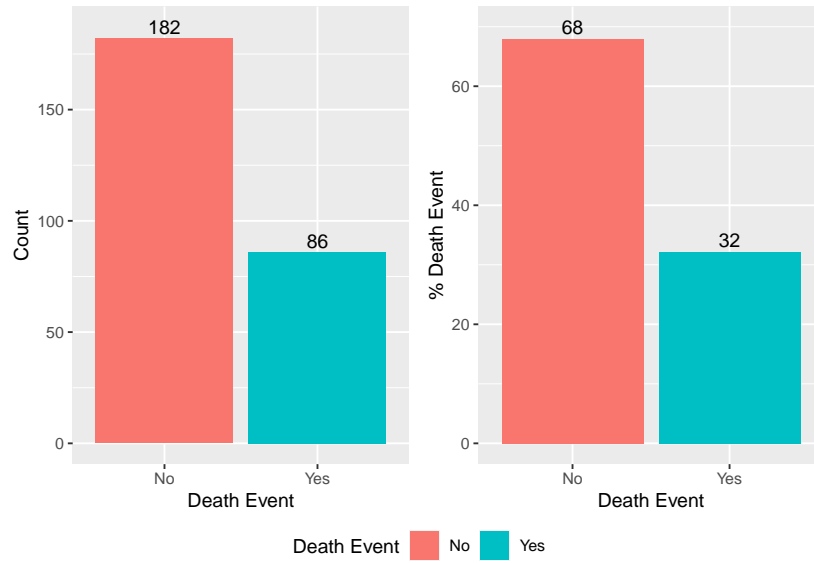 182
86
150
100
50
0
Count
No Yes
Death Event
68
32
60
40
20
0
% Death Event
No Yes
Death Event
Death Event No Yes